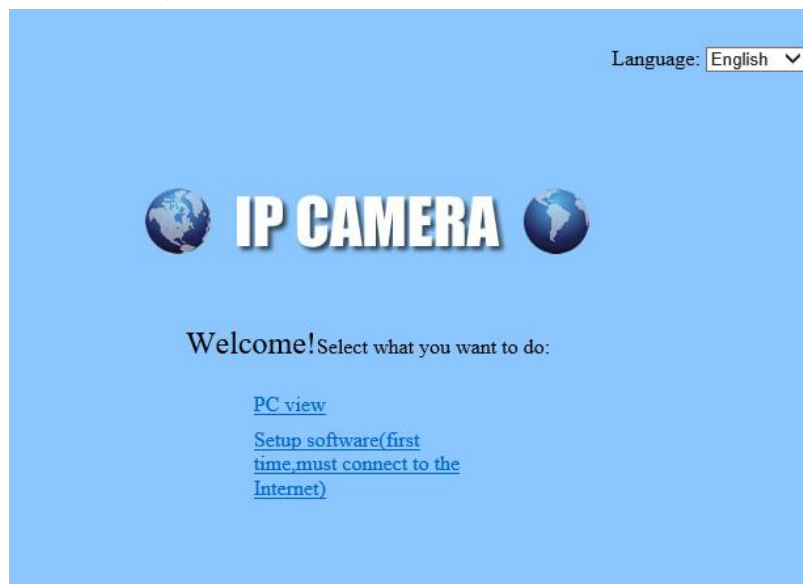 Language: English
IP CAMERA
Welcome!Select what you want to do:
PC view
Setup software(first
time,must connect to the
Internet)